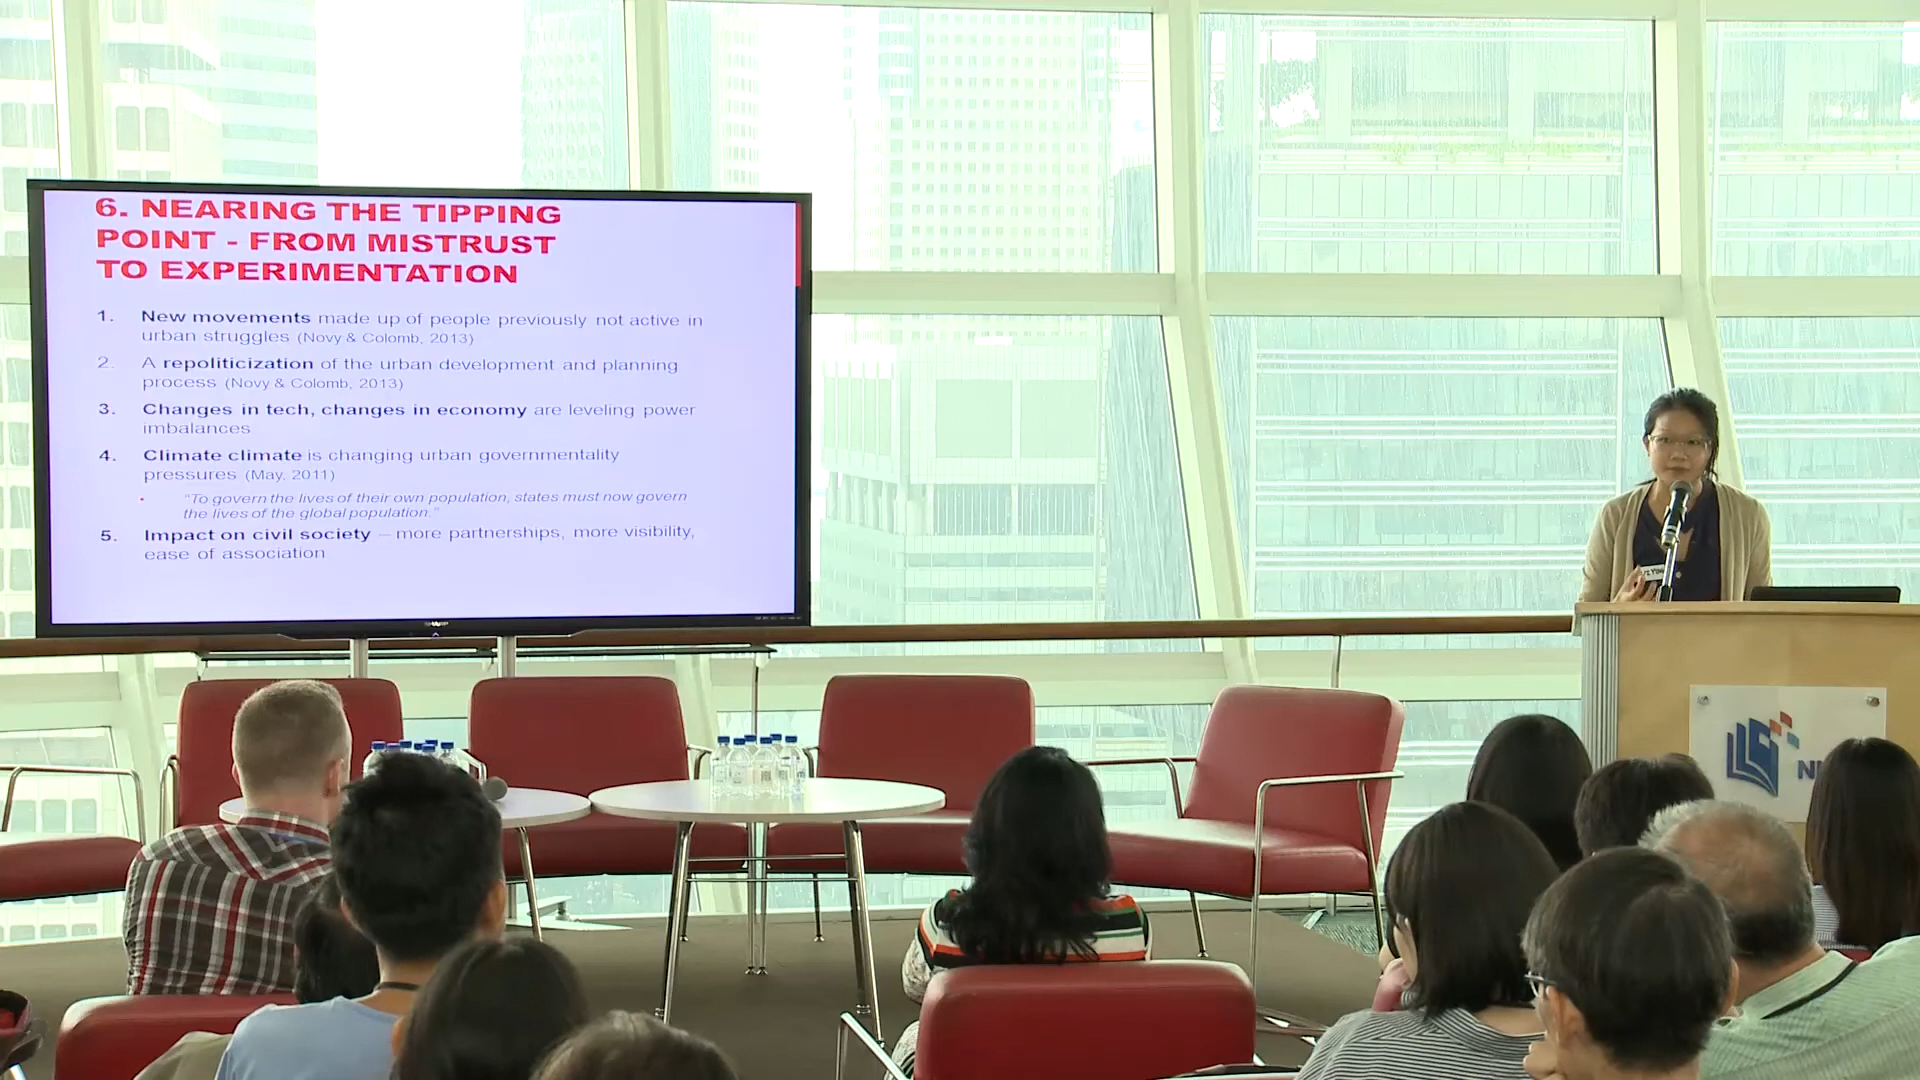 6. NEARING THE TIPPING
POINT - FROM MISTRUST
TO EXPERIMENTATION
1. New movements made up of people previously not active in
urban struggles (Novy & Colomb, 2013)
2. A repoliticization of the urban development and planning
process (Novy & Colomb, 2013)
3. Changes in tech, changes in economy are leveling power
imbalances
4. Climate climate is changing urban governmentality
pressures (May, 2011)
• "To govern the lives of their own population, states must now govern
the lives of the global population."
5. Impact on civil society – more partnerships, more visibility,
ease of association
SHARP